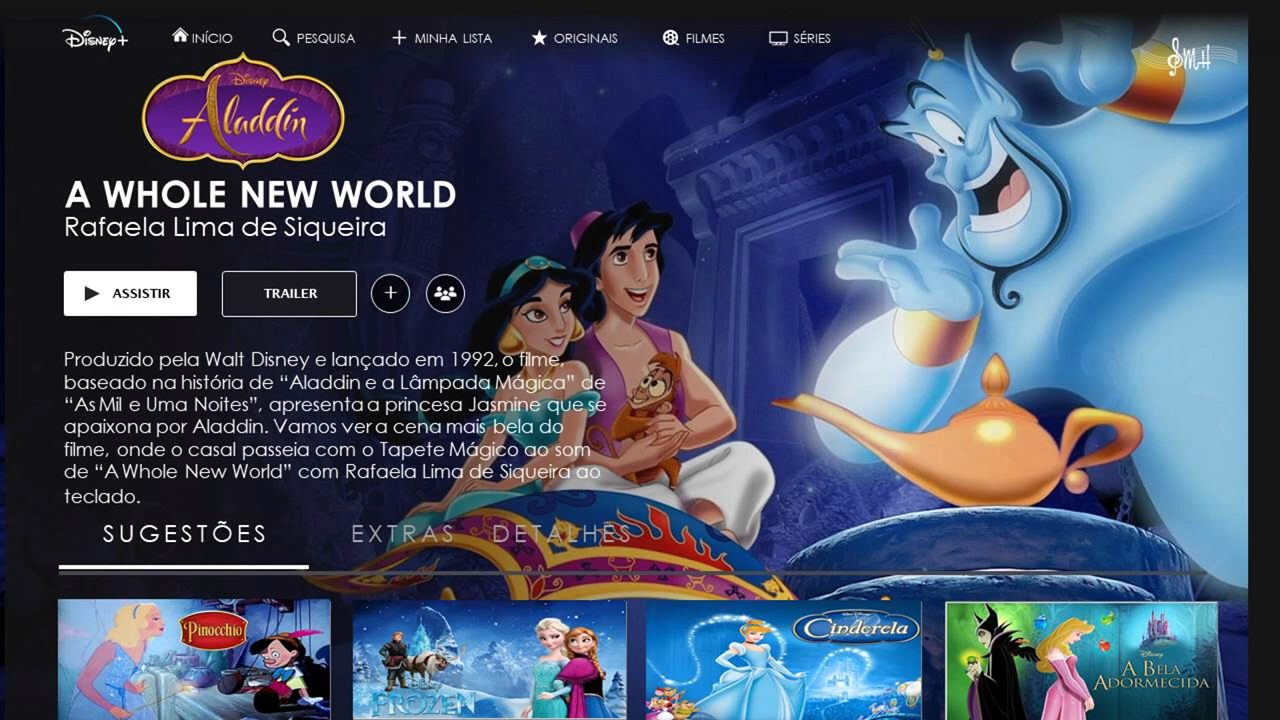 Disney+ INÍCIO PESQUISA MINHA LISTA ORIGINAIS FILMES SÉRIES
SMH
Disney
Aladdin
A WHOLE NEW WORLD
Rafaela Lima de Siqueira
ASSISTIR TRAILER
Produzido pela Walt Disney e lançado em 1992, o filme,
baseado na história de “Aladdin e a Lâmpada Mágica” de
“As Mil e Uma Noites”, apresenta a princesa Jasmine que se
apaixona por Aladdin. Vamos ver a cena mais bela do
filme, onde o casal passeia com o Tapete Mágico ao som
de “A Whole New World” com Rafaela Lima de Siqueira ao
teclado.
SUGESTÕES EXTRAS DETALHES
Pinocchio
FROZEN
Walt Disney
Cinderela
Disney
A BELA
ADORMECIDA